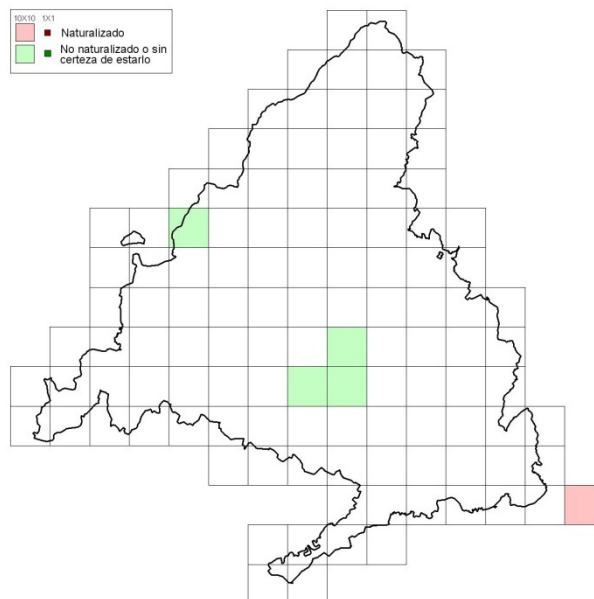 10X10 1X1
Naturalizado
No naturalizado o sin
certeza de estarlo